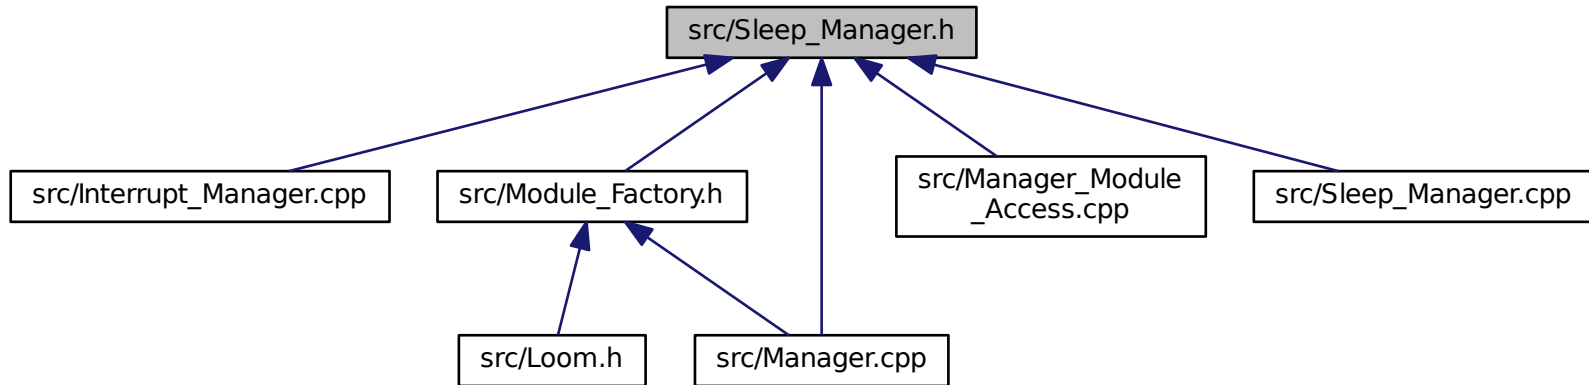 src/Sleep_Manager.h
src/Interrupt_Manager.cpp
src/Module_Factory.h
src/Manager_Module
_Access.cpp
src/Sleep_Manager.cpp
src/Loom.h
src/Manager.cpp